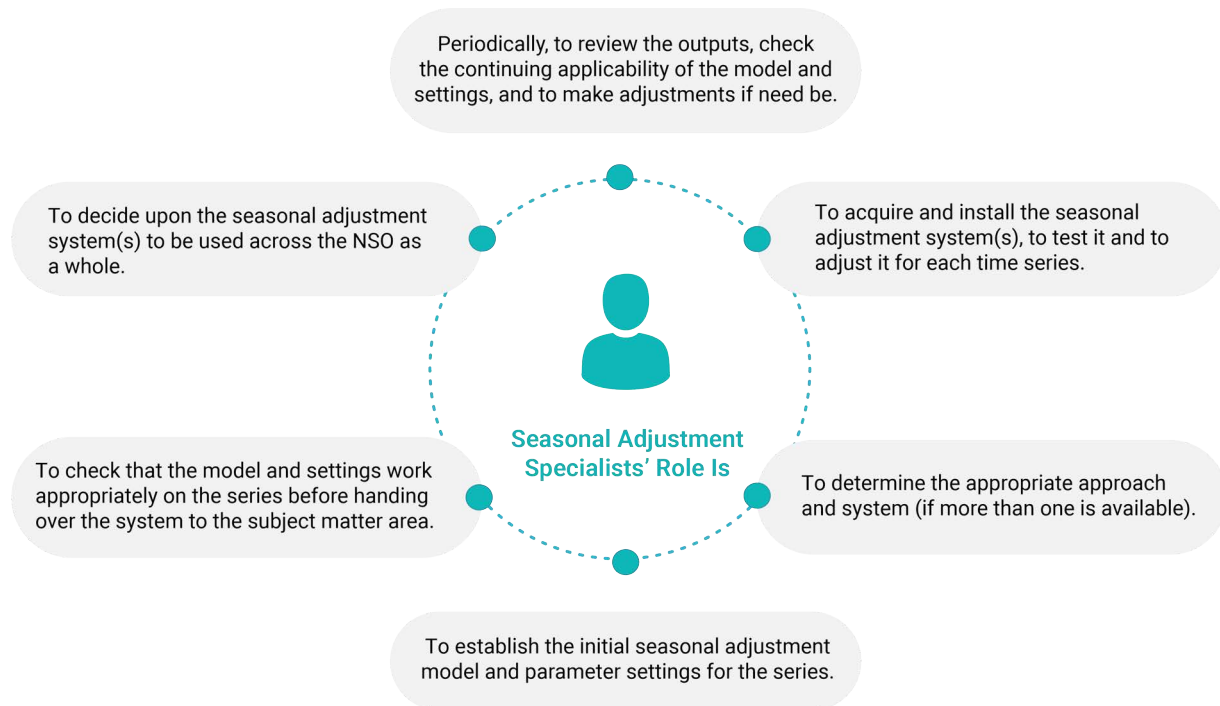 Periodically, to review the outputs, check
the continuing applicability of the model and
settings, and to make adjustments if need be.
To decide upon the seasonal adjustment
system(s) to be used across the NSO as
a whole.
To acquire and install the seasonal
adjustment system(s), to test it and to
adjust it for each time series.
Seasonal Adjustment
Specialists’ Role Is
To check that the model and settings work
appropriately on the series before handing
over the system to the subject matter area.
To determine the appropriate approach
and system (if more than one is available).
To establish the initial seasonal adjustment
model and parameter settings for the series.